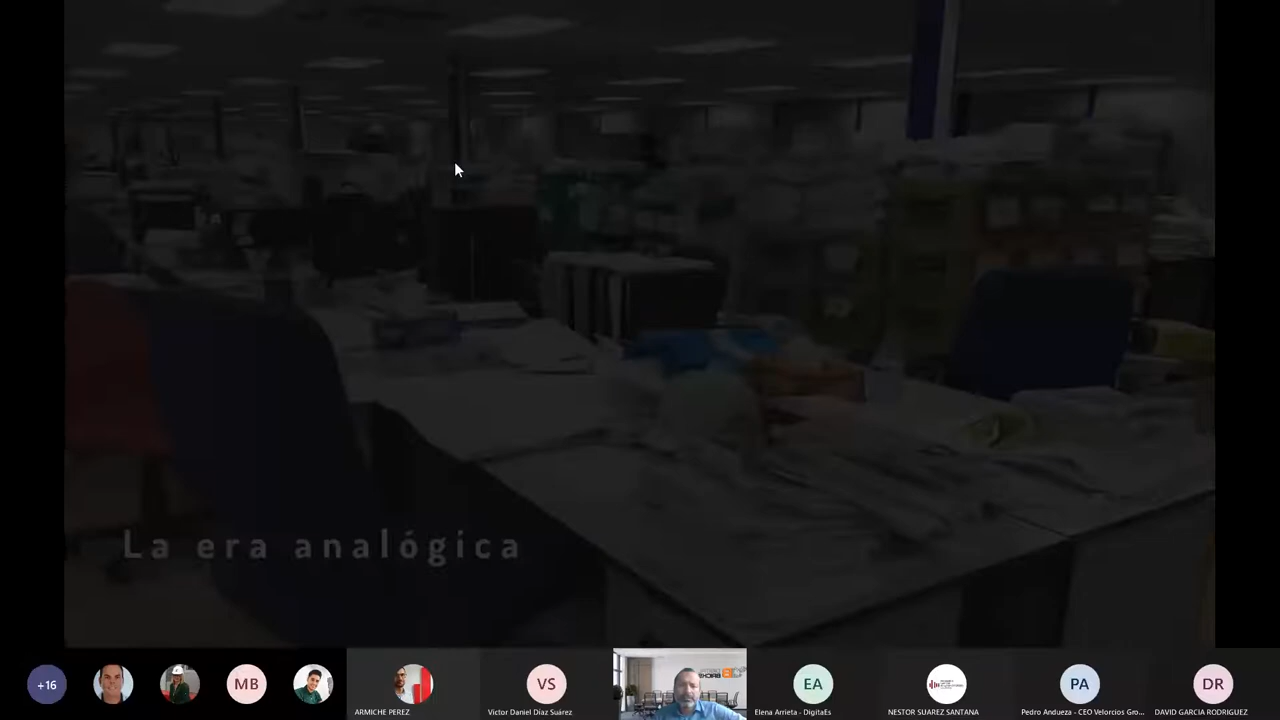 La era analógica
+16
MB
VS
EA
PA
DR
ARMICHE PEREZ
Victor Daniel Díaz Suárez
Elena Arrieta - DigitalEs
NESTOR SUAREZ SANTANA
Pedro Andueza - CEO Velorcios Gro...
DAVID GARCIA RODRIGUEZ